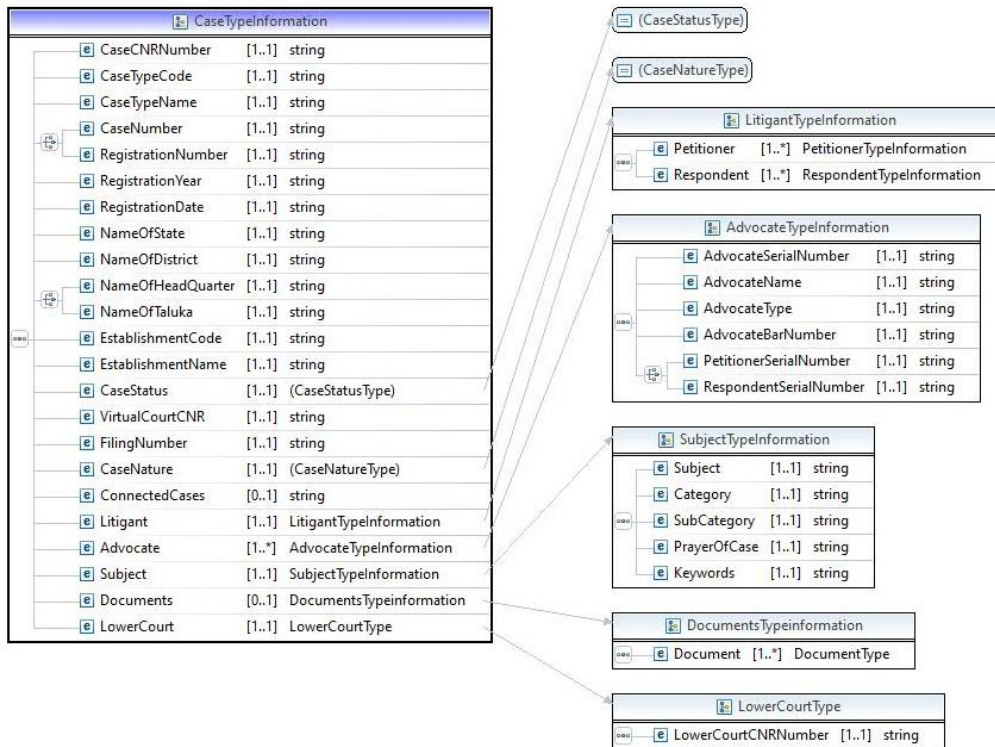 CaseTypeInformation
CaseCNRNumber [1..1] string
CaseTypeCode [1..1] string
CaseTypeName [1..1] string
CaseNumber [1..1] string
RegistrationNumber [1..1] string
RegistrationYear [1..1] string
RegistrationDate [1..1] string
NameOfState [1..1] string
NameOfDistrict [1..1] string
NameOfHeadQuarter [1..1] string
NameOfTaluka [1..1] string
EstablishmentCode [1..1] string
EstablishmentName [1..1] string
CaseStatus [1..1] (CaseStatusType)
VirtualCourtCNR [1..1] string
FilingNumber [1..1] string
CaseNature [1..1] (CaseNatureType)
ConnectedCases [0..1] string
Litigant [1..1] LitigantTypeInformation
Advocate [1..*] AdvocateTypeInformation
Subject [1..1] SubjectTypeInformation
Documents [0..1] DocumentsTypeinformation
LowerCourt [1..1] LowerCourtType
(CaseStatusType)
(CaseNatureType)
LitigantTypeInformation
Petitioner [1..*] PetitionerTypeInformation
Respondent [1..*] RespondentTypeInformation
AdvocateTypeInformation
AdvocateSerialNumber [1..1] string
AdvocateName [1..1] string
AdvocateType [1..1] string
AdvocateBarNumber [1..1] string
PetitionerSerialNumber [1..1] string
RespondentSerialNumber [1..1] string
SubjectTypeInformation
Subject [1..1] string
Category [1..1] string
SubCategory [1..1] string
PrayerOfCase [1..1] string
Keywords [1..1] string
DocumentsTypeinformation
Document [1..*] DocumentType
LowerCourtType
LowerCourtCNRNumber [1..1] string